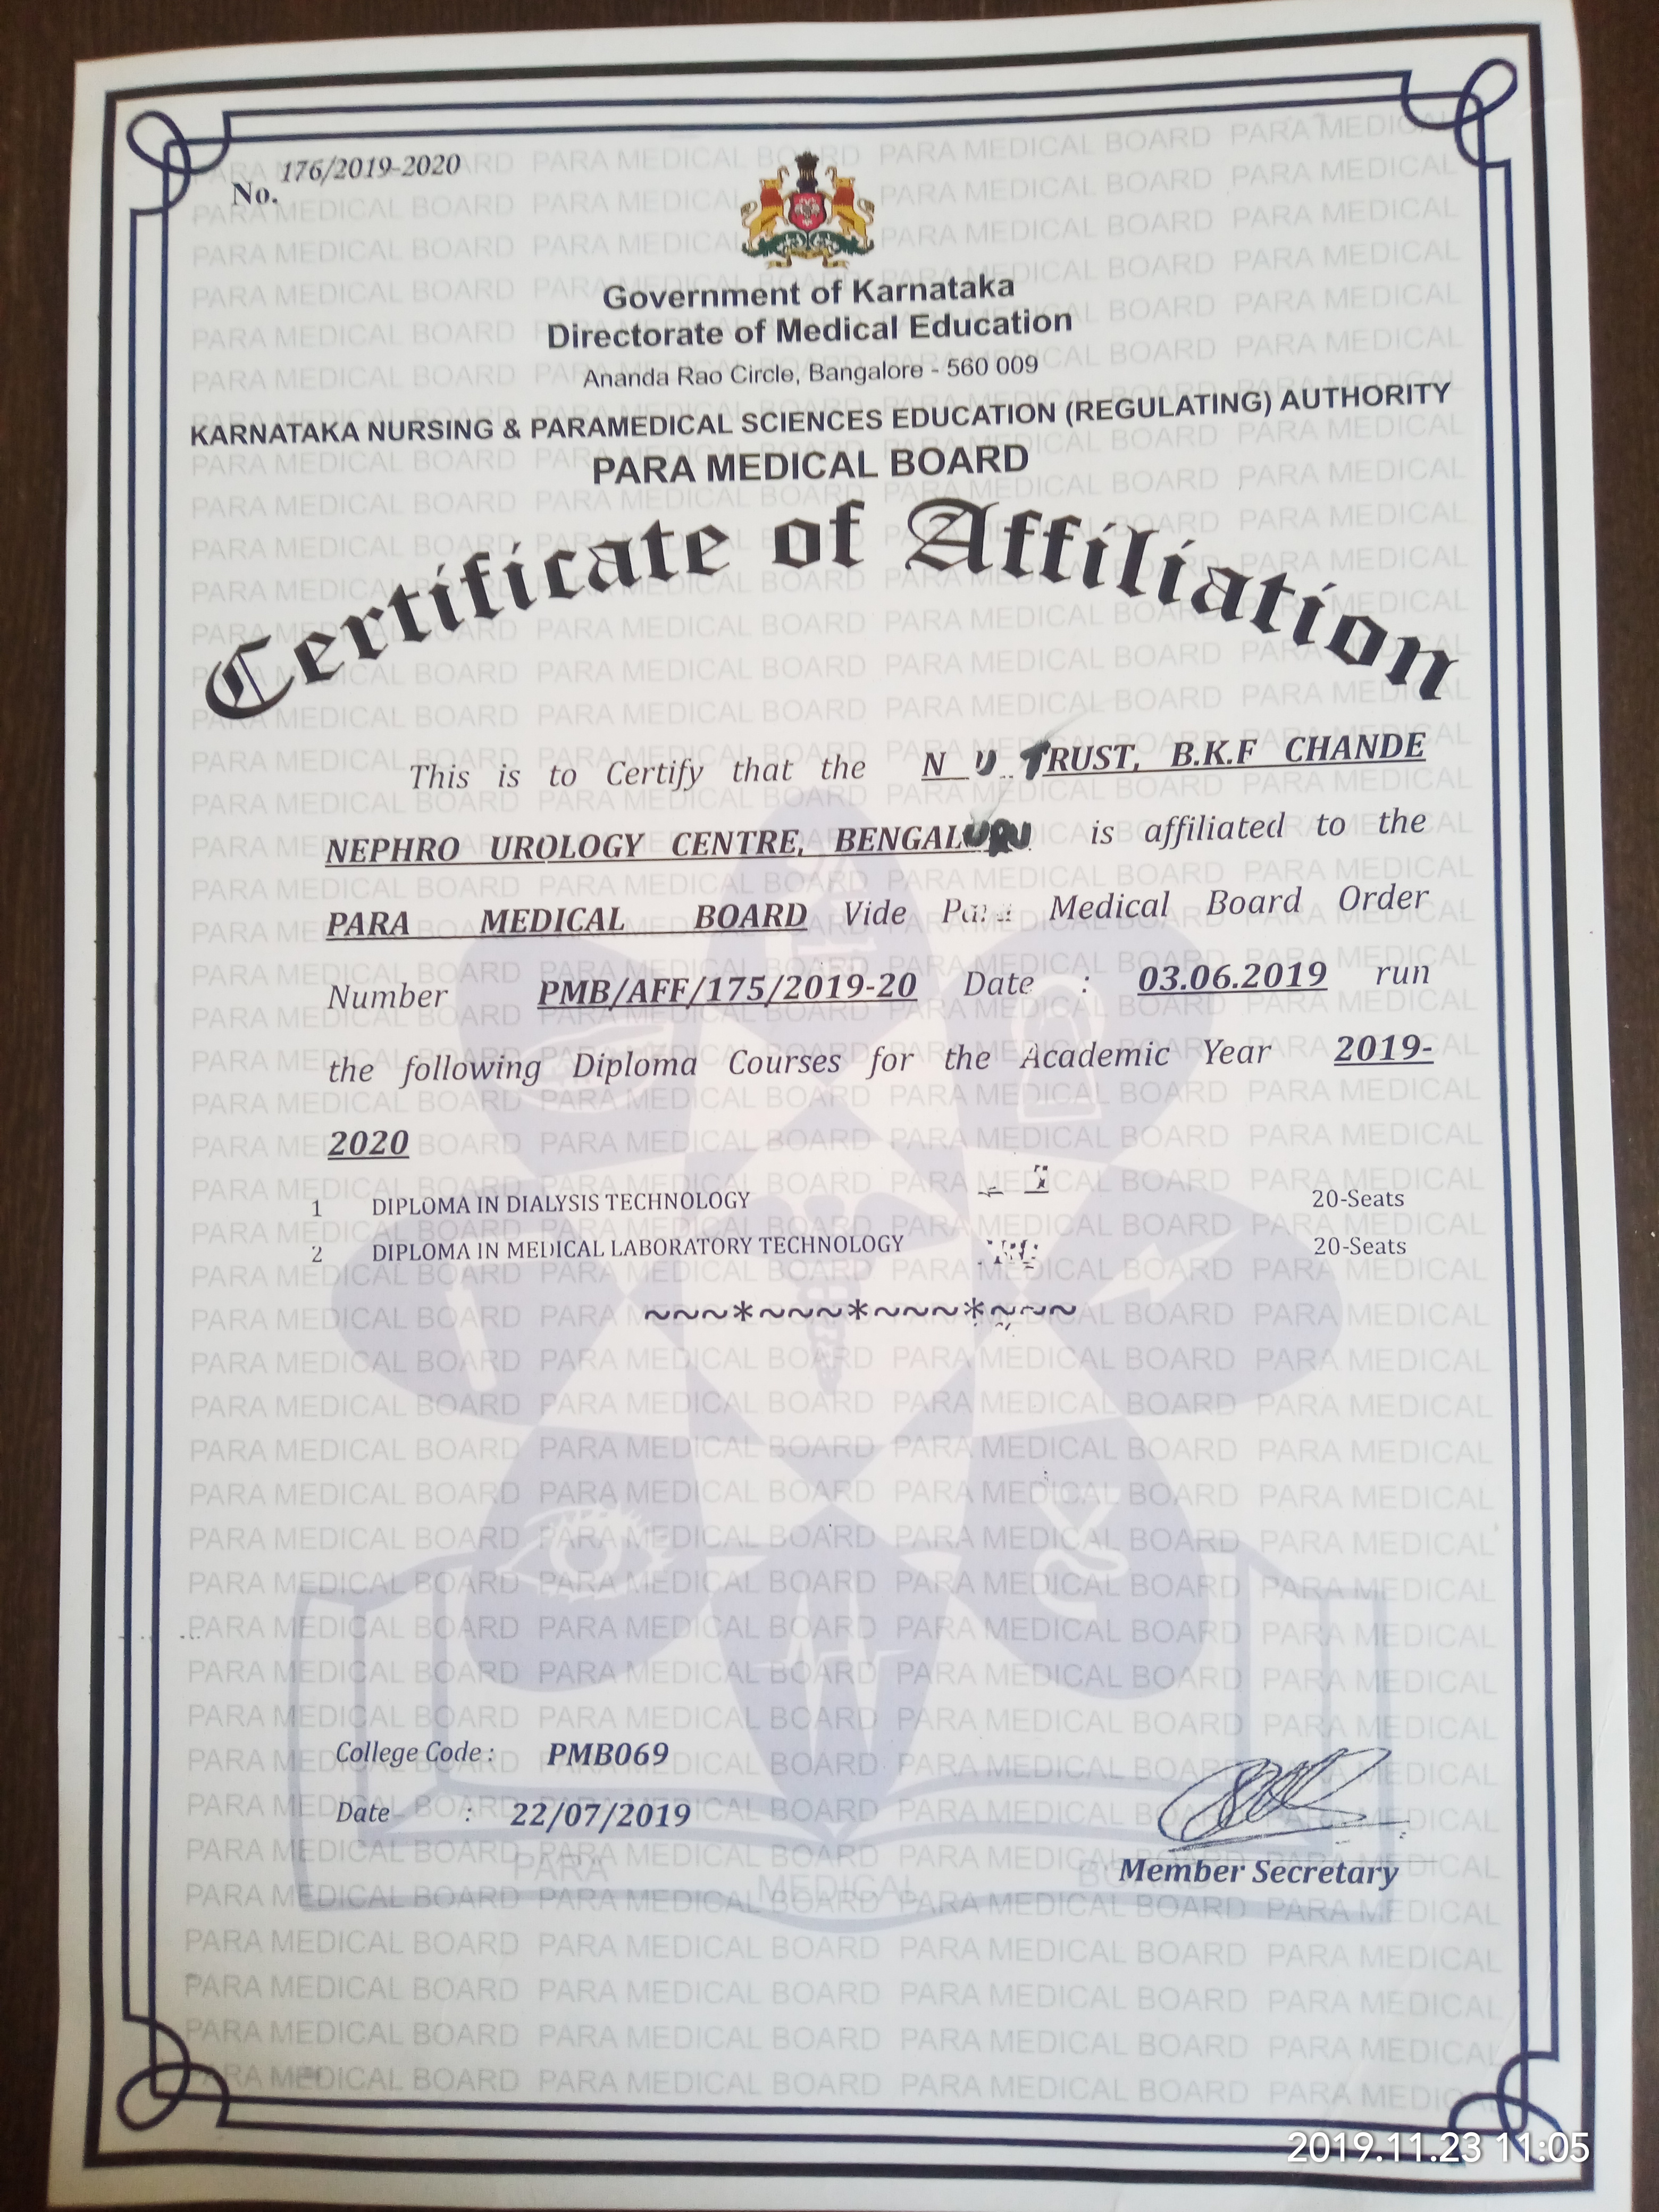 No. 176/2019-2020
Government of Karnataka
Directorate of Medical Education
Ananda Rao Circle, Bangalore - 560 009
KARNATAKA NURSING & PARAMEDICAL SCIENCES EDUCATION (REGULATING) AUTHORITY
PARA MEDICAL BOARD
Certificate of Affiliation
This is to Certify that the N U TRUST, B.K.F CHANDE
NEPHRO UROLOGY CENTRE, BENGALURU is affiliated to the
PARA MEDICAL BOARD Vide Para Medical Board Order
Number PMB/AFF/175/2019-20 Date : 03.06.2019 run
the following Diploma Courses for the Academic Year 2019-
2020
1 DIPLOMA IN DIALYSIS TECHNOLOGY 20-Seats
2 DIPLOMA IN MEDICAL LABORATORY TECHNOLOGY 20-Seats
~~~*~~~*~~~*~~~
College Code : PMB069
Date : 22/07/2019
Member Secretary
PARA MEDICAL BOARD
2019.11.23 11:05